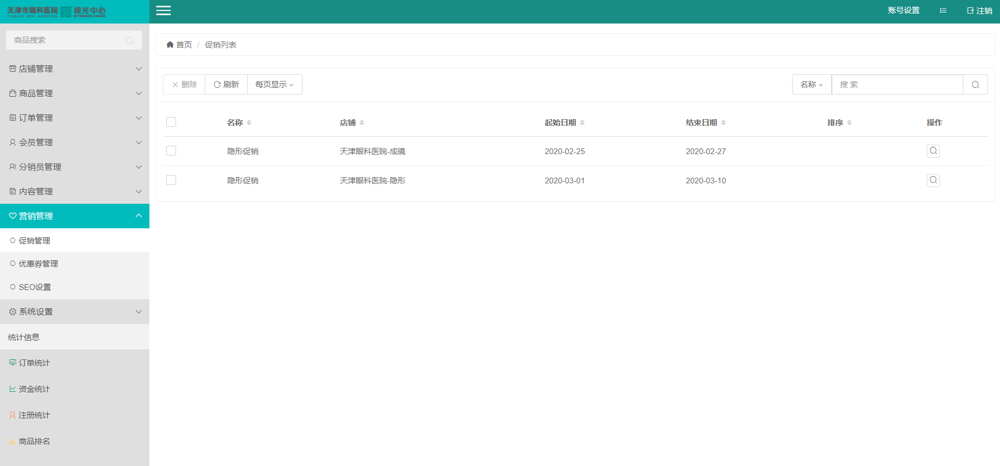 天津市眼科医院 视光中心
TIANJIN EYE HOSPITAL OPTOMETRIC CENTER
账号设置
注销
商品搜索
首页 / 促销列表
店铺管理
商品管理
订单管理
会员管理
分销员管理
内容管理
营销管理
促销管理
优惠券管理
SEO设置
系统设置
统计信息
订单统计
资金统计
注册统计
商品排名
删除 刷新 每页显示
名称 搜 索
名称 店铺 起始日期 结束日期 排序 操作
隐形促销 天津眼科医院-成镜 2020-02-25 2020-02-27
隐形促销 天津眼科医院-隐形 2020-03-01 2020-03-10